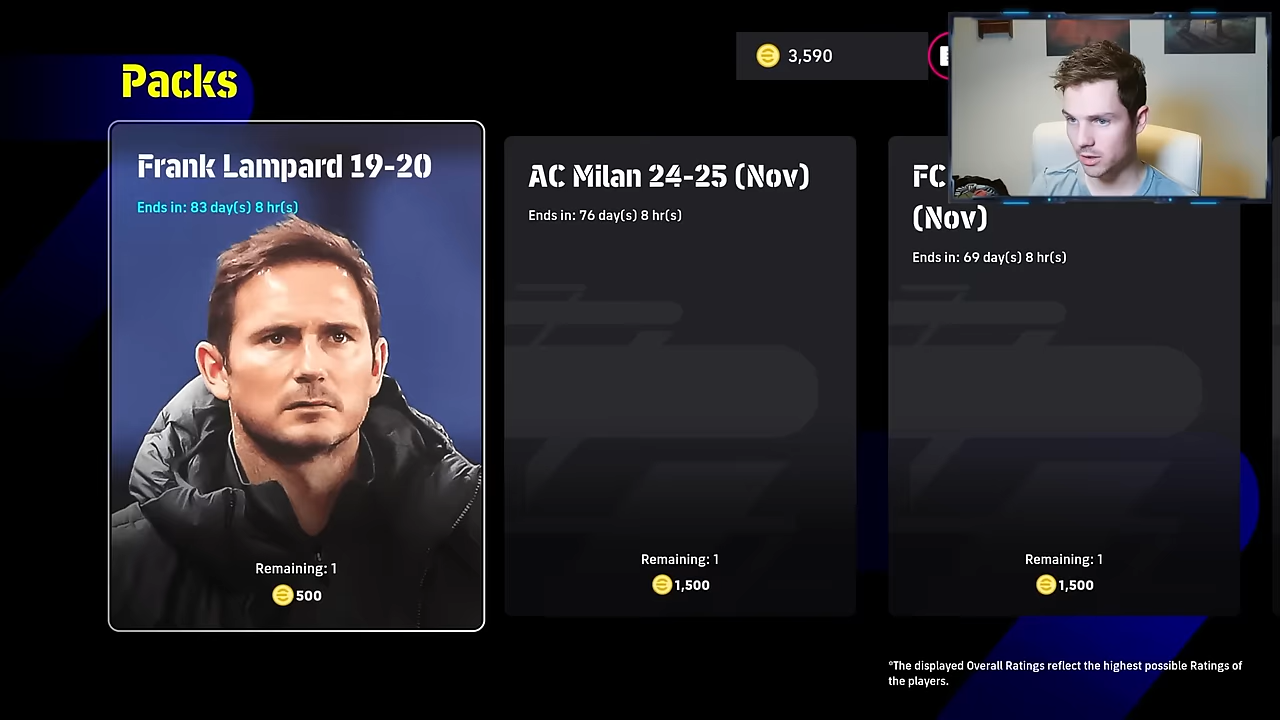 Packs
3,590
Frank Lampard 19-20
Ends in: 83 day(s) 8 hr(s)
Remaining: 1
500
AC Milan 24-25 (Nov)
Ends in: 76 day(s) 8 hr(s)
Remaining: 1
1,500
FC
(Nov)
Ends in: 69 day(s) 8 hr(s)
Remaining: 1
1,500
*The displayed Overall Ratings reflect the highest possible Ratings of
the players.